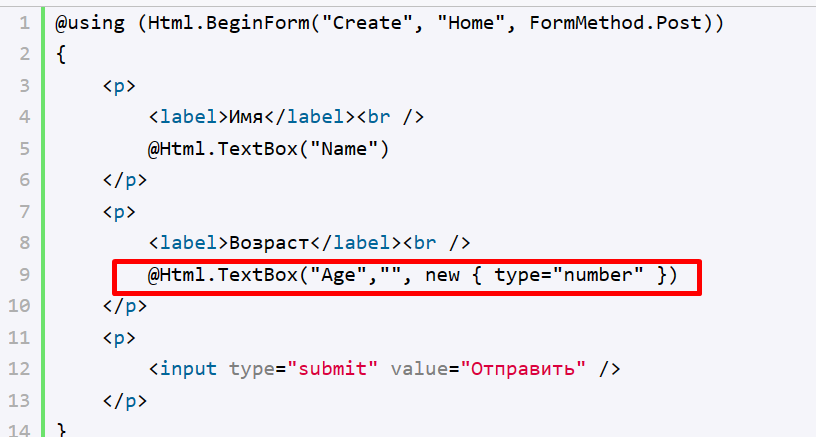 1 @using (Html.BeginForm("Create", "Home", FormMethod.Post))
2 {
3     <p>
4         <label>Имя</label><br />
5         @Html.TextBox("Name")
6     </p>
7     <p>
8         <label>Возраст</label><br />
9         @Html.TextBox("Age","", new { type="number" })
10     </p>
11     <p>
12         <input type="submit" value="Отправить" />
13     </p>
14 }